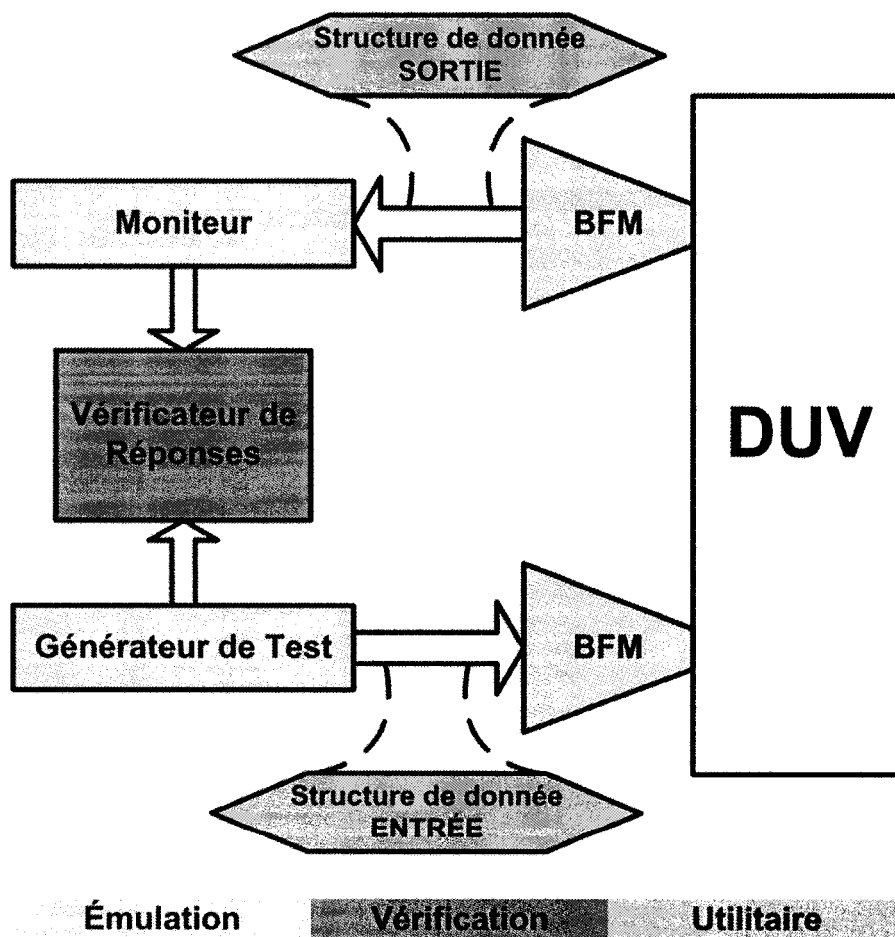 Structure de donnée
SORTIE
Moniteur
BFM
Vérificateur de
Réponses
DUV
Générateur de Test
BFM
Structure de donnée
ENTRÉE
Émulation
Vérification
Utilitaire